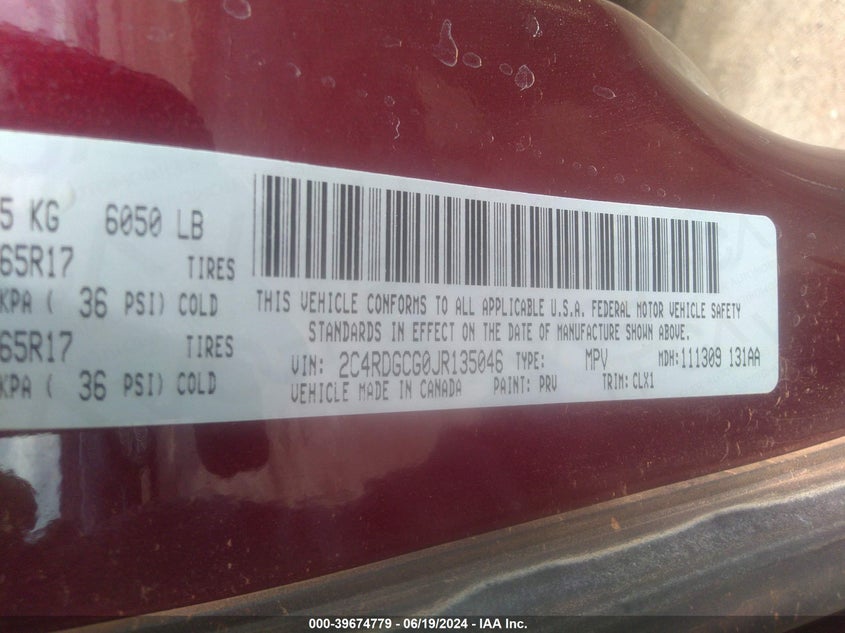 5 KG 6050 LB
65R17 TIRES
KPA ( 36 PSI) COLD
65R17 TIRES
KPA ( 36 PSI) COLD
THIS VEHICLE CONFORMS TO ALL APPLICABLE U.S.A. FEDERAL MOTOR VEHICLE SAFETY
STANDARDS IN EFFECT ON THE DATE OF MANUFACTURE SHOWN ABOVE.
VIN: 2C4RDGCG0JR135046 TYPE: MPV MDH:111309 131AA
VEHICLE MADE IN CANADA PAINT: PRV TRIM: CLX1
000-39674779 - 06/19/2024 - IAA Inc.